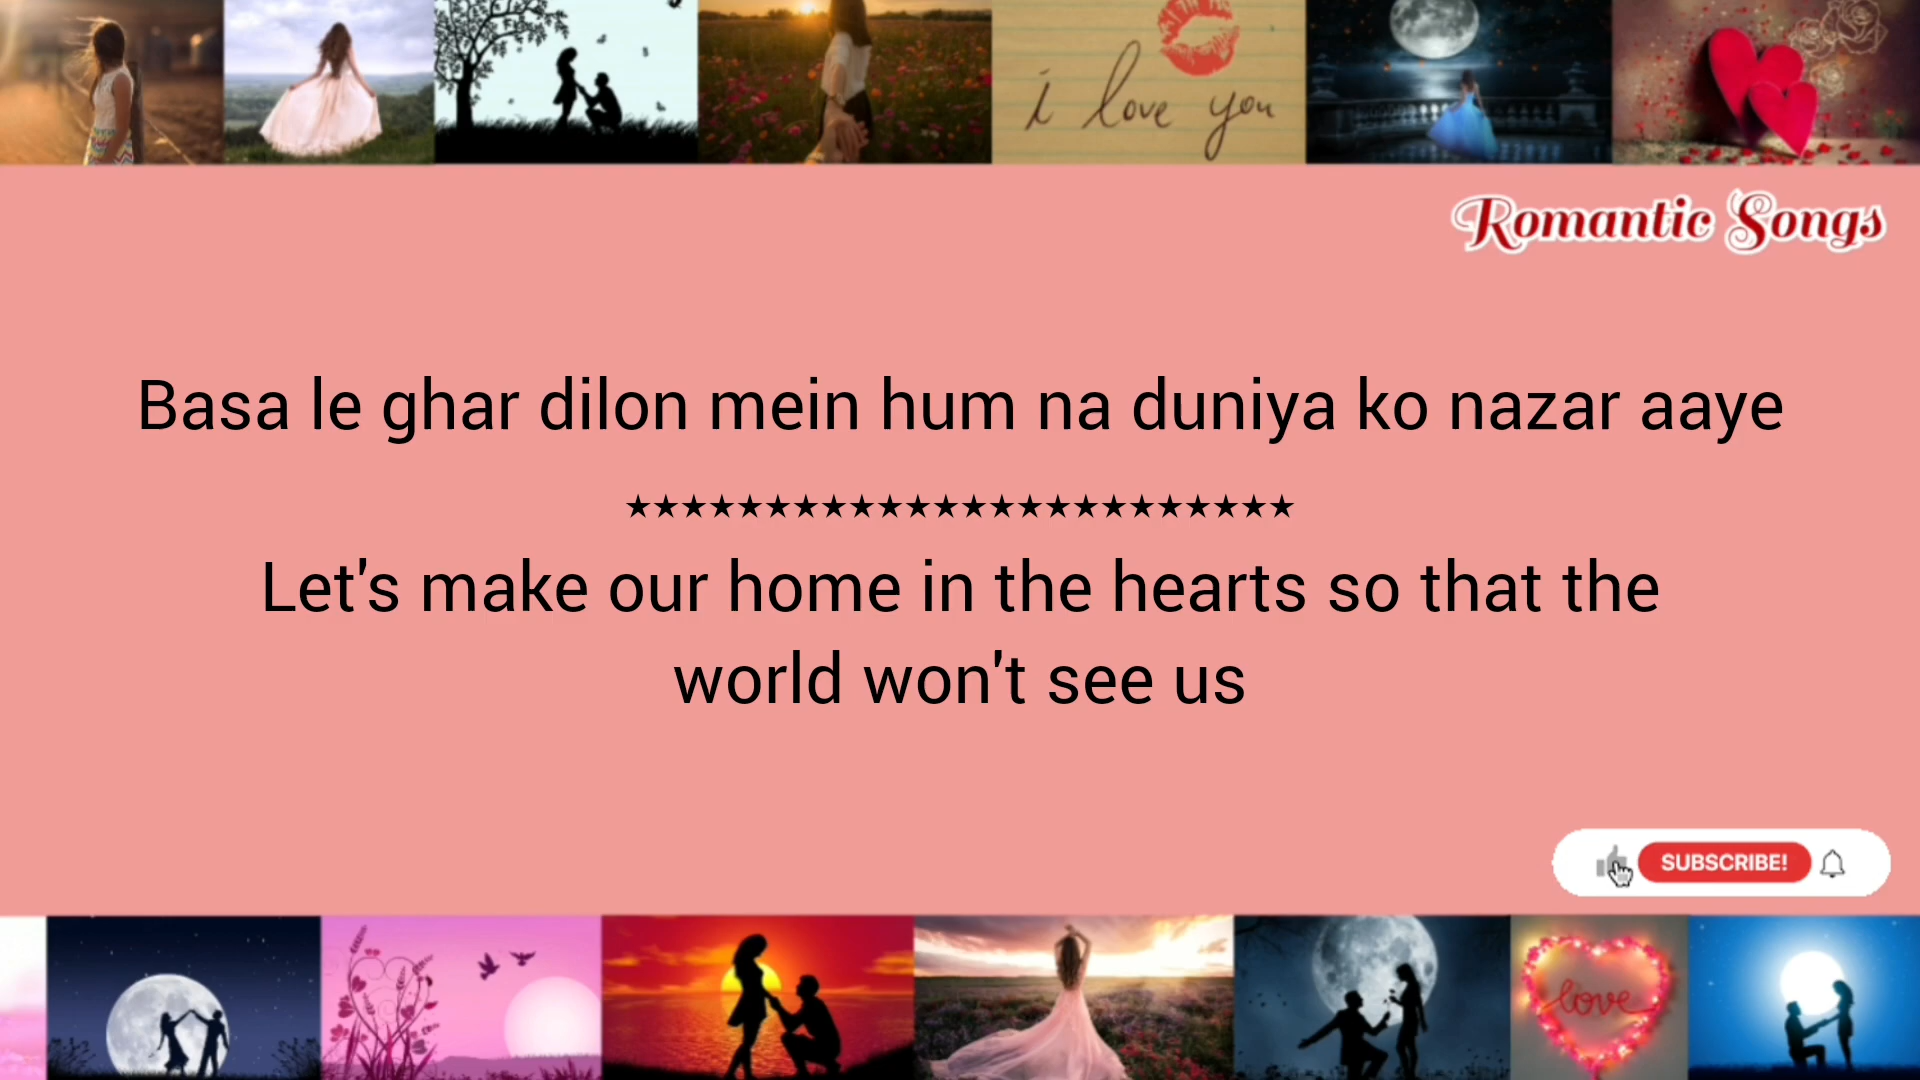 i love you
Romantic Songs
Basa le ghar dilon mein hum na duniya ko nazar aaye
★★★★★★★★★★★★★★★★★★★★★★★★
Let's make our home in the hearts so that the
world won't see us
SUBSCRIBE!
love